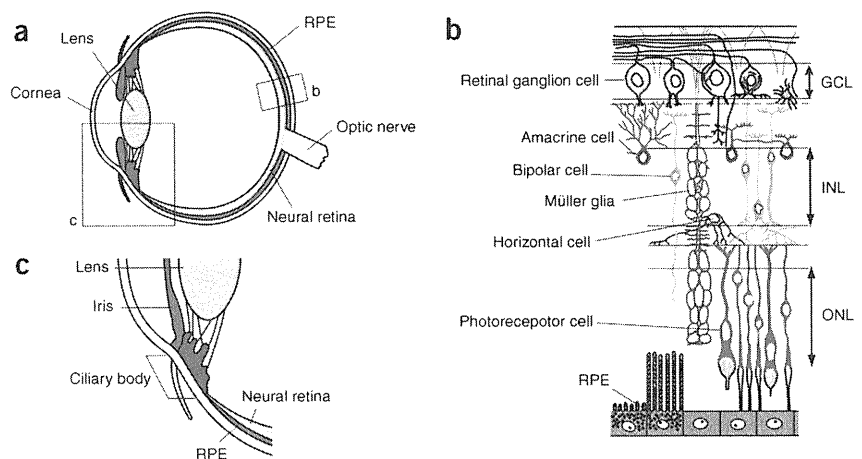 a
Lens
Cornea
RPE
b
Optic nerve
Neural retina
c
b
Retinal ganglion cell
Amacrine cell
Bipolar cell
Müller glia
Horizontal cell
Photorecepotor cell
RPE
GCL
INL
ONL
c
Lens
Iris
Ciliary body
Neural retina
RPE